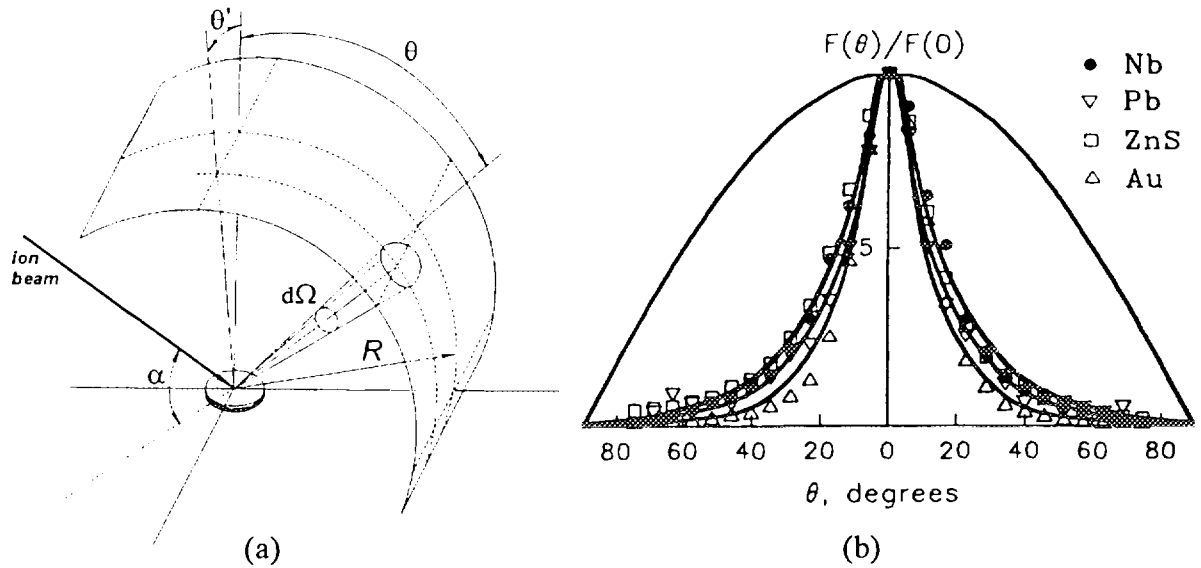 θ'
θ
ion
beam
dΩ
R
α
(a)
F(θ)/F(0)
Nb
Pb
ZnS
Au
5
80 60 40 20 0 20 40 60 80
θ, degrees
(b)